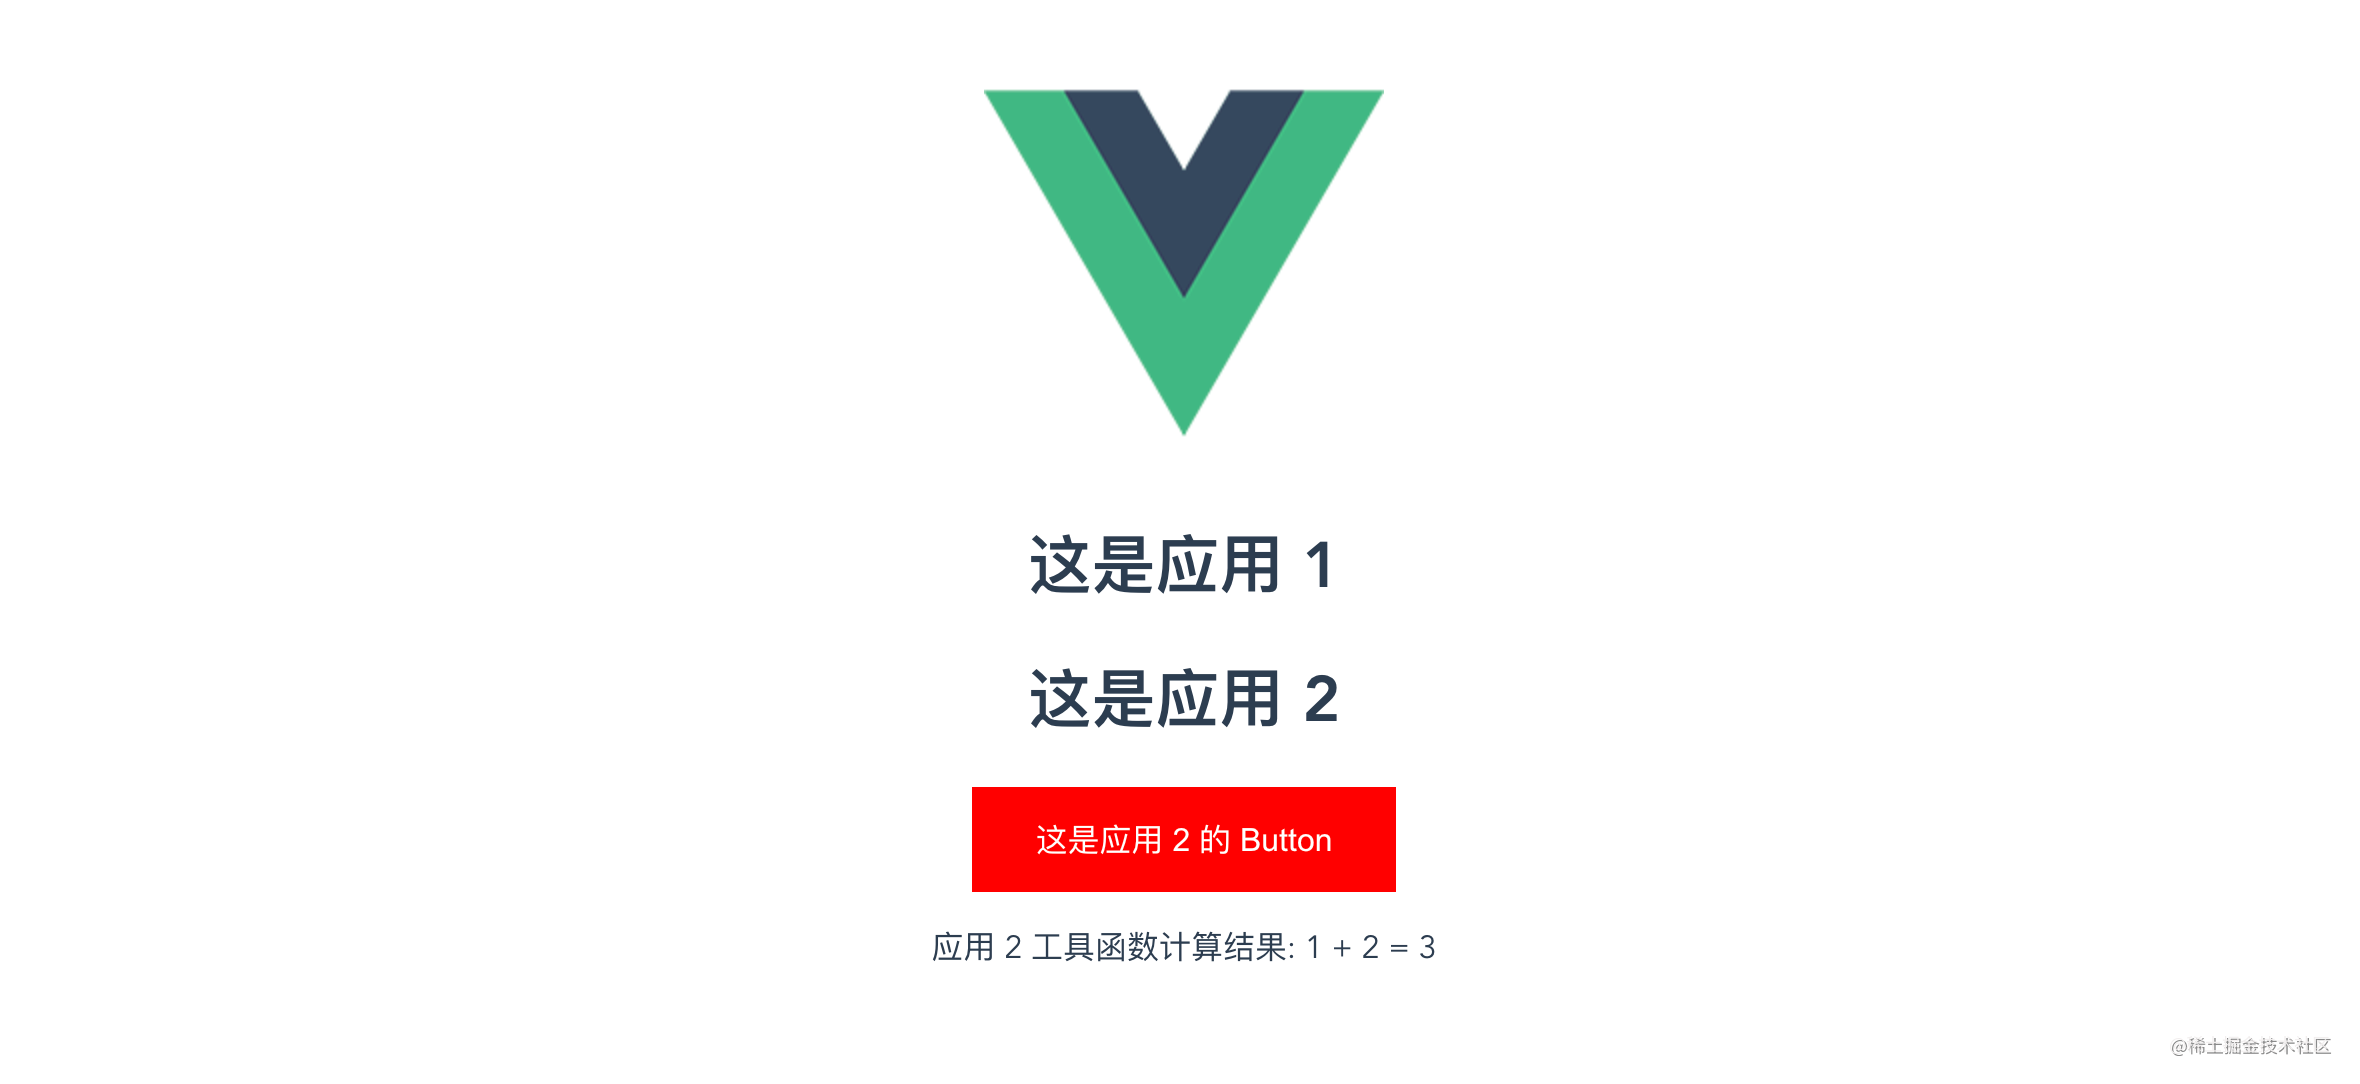 这是应用 1
这是应用 2
这是应用 2 的 Button
应用 2 工具函数计算结果: 1 + 2 = 3
@稀土掘金技术社区